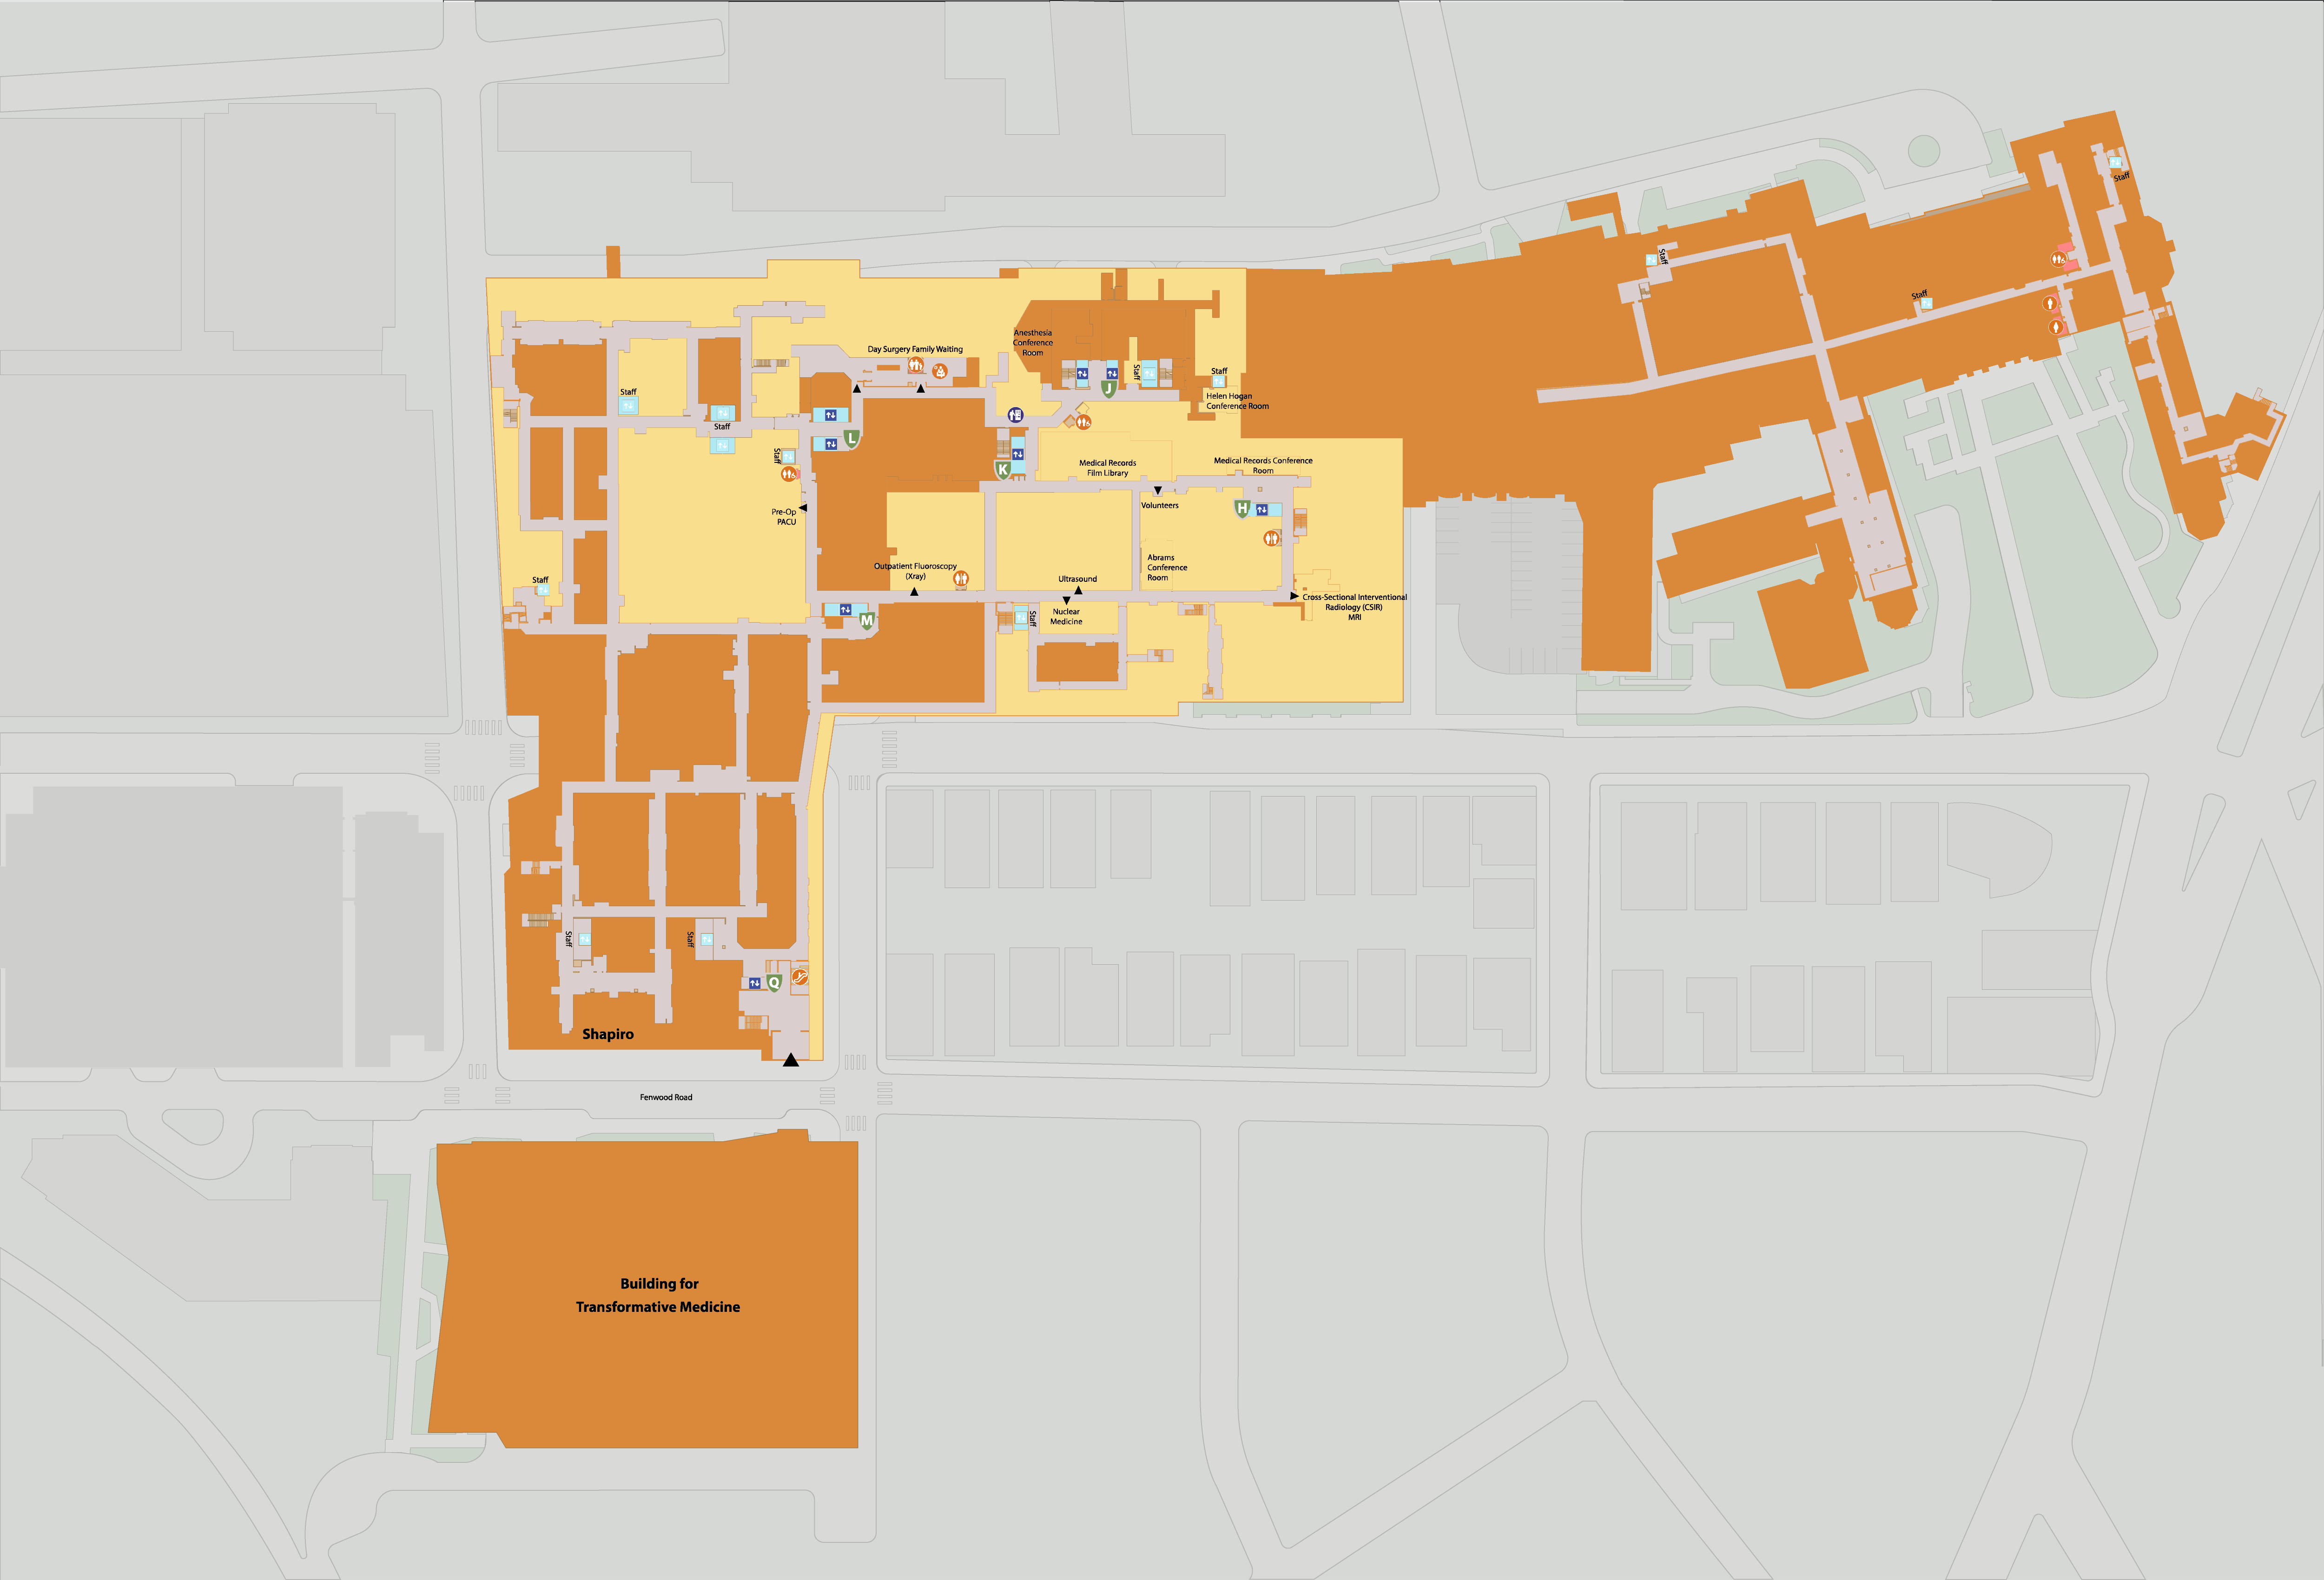 Staff
Staff
Staff
Day Surgery Family Waiting
Anesthesia
Conference
Room
Staff
Staff
J
Helen Hogan
Conference Room
Staff
Staff
L
Staff
K
Medical Records
Film Library
Medical Records Conference
Room
Volunteers
H
Pre-Op
PACU
Outpatient Fluoroscopy
(Xray)
Ultrasound
Abrams
Conference
Room
Staff
Nuclear
Medicine
Staff
M
Cross-Sectional Interventional
Radiology (CSIR)
MRI
Staff
Staff
Q
Shapiro
Fenwood Road
Building for
Transformative Medicine